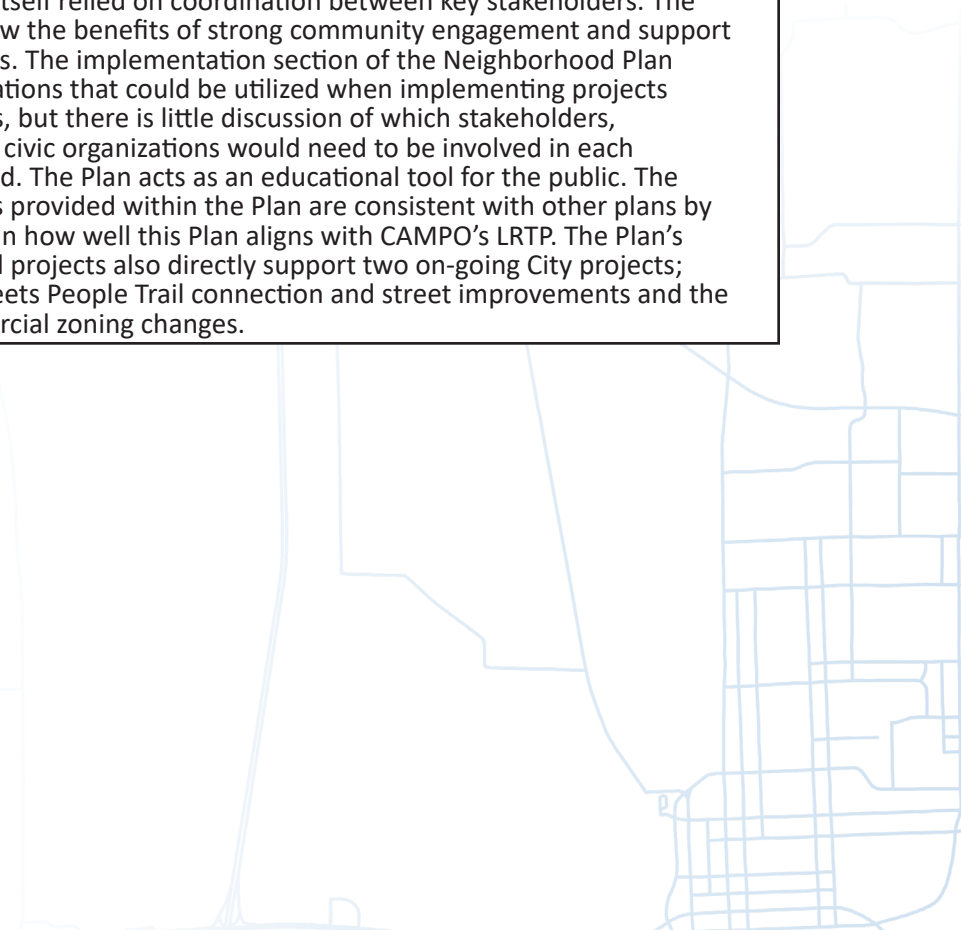 itself relied on coordination between key stakeholders. The
w the benefits of strong community engagement and support
s. The implementation section of the Neighborhood Plan
ations that could be utilized when implementing projects
s, but there is little discussion of which stakeholders,
civic organizations would need to be involved in each
d. The Plan acts as an educational tool for the public. The
s provided within the Plan are consistent with other plans by
in how well this Plan aligns with CAMPO's LRTP. The Plan's
l projects also directly support two on-going City projects;
eets People Trail connection and street improvements and the
rcial zoning changes.